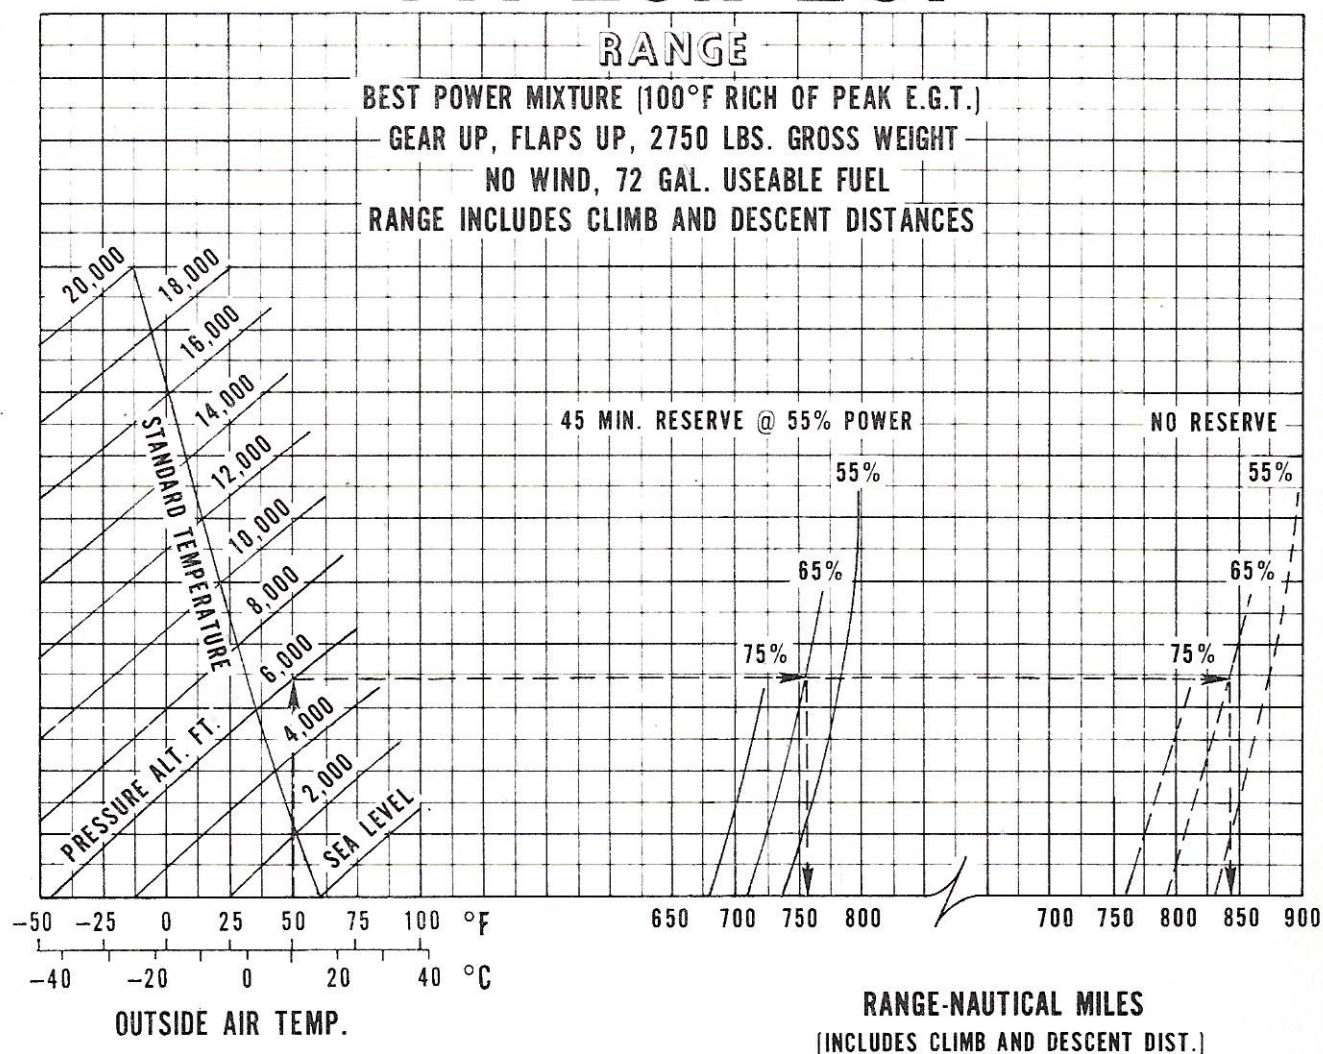 RANGE
BEST POWER MIXTURE (100°F RICH OF PEAK E.G.T.)
GEAR UP, FLAPS UP, 2750 LBS. GROSS WEIGHT
NO WIND, 72 GAL. USEABLE FUEL
RANGE INCLUDES CLIMB AND DESCENT DISTANCES
20,000
18,000
16,000
14,000
12,000
10,000
8,000
6,000
4,000
2,000
SEA LEVEL
STANDARD TEMPERATURE
PRESSURE ALT. FT.
45 MIN. RESERVE @ 55% POWER
55%
65%
75%
NO RESERVE
55%
65%
75%
-50 -25 0 25 50 75 100 °F
-40 -20 0 20 40 °C
OUTSIDE AIR TEMP.
650 700 750 800
700 750 800 850 900
RANGE-NAUTICAL MILES
(INCLUDES CLIMB AND DESCENT DIST.)